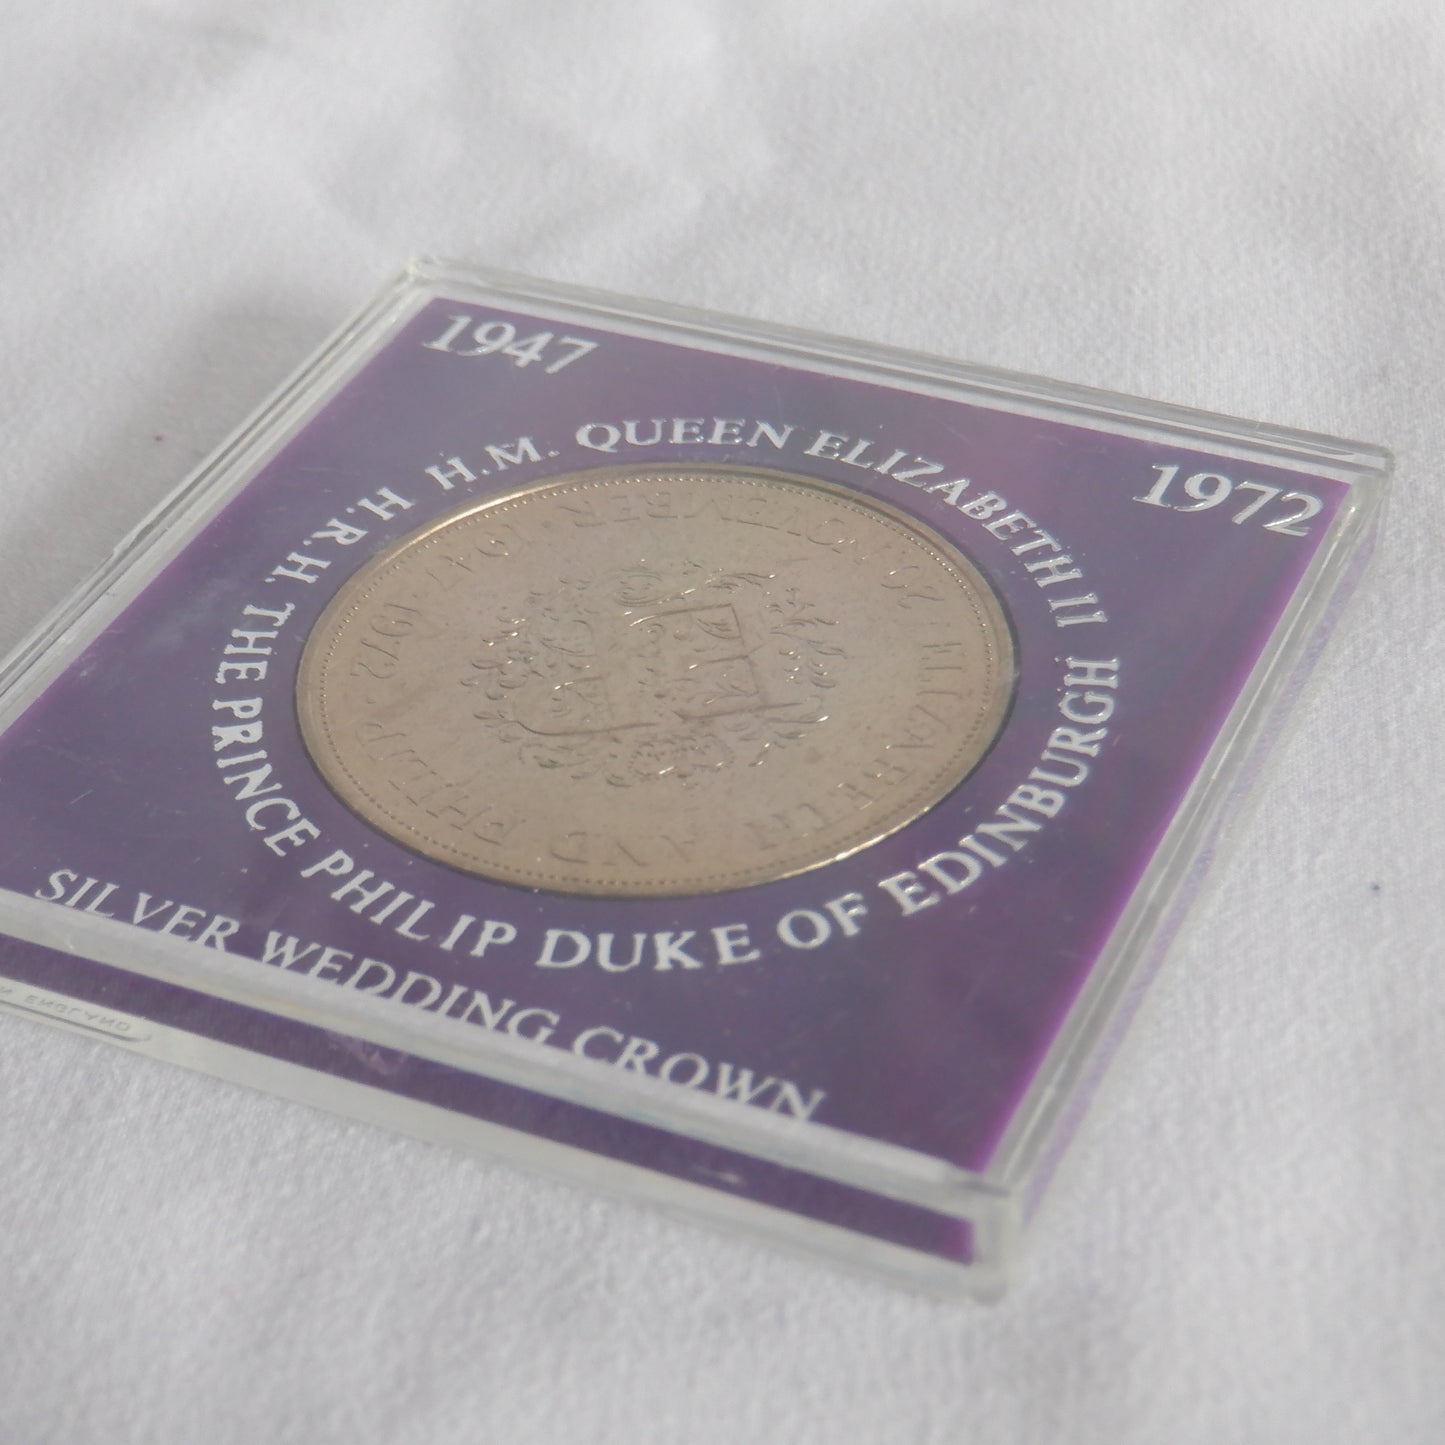 1947
1972
H.M. QUEEN ELIZABETH II
H.R.H. THE PRINCE PHILIP DUKE OF EDINBURGH
SILVER WEDDING CROWN
ELIZABETH AND PHILIP
20 NOVEMBER · 1947 · 1972
ENGLAND